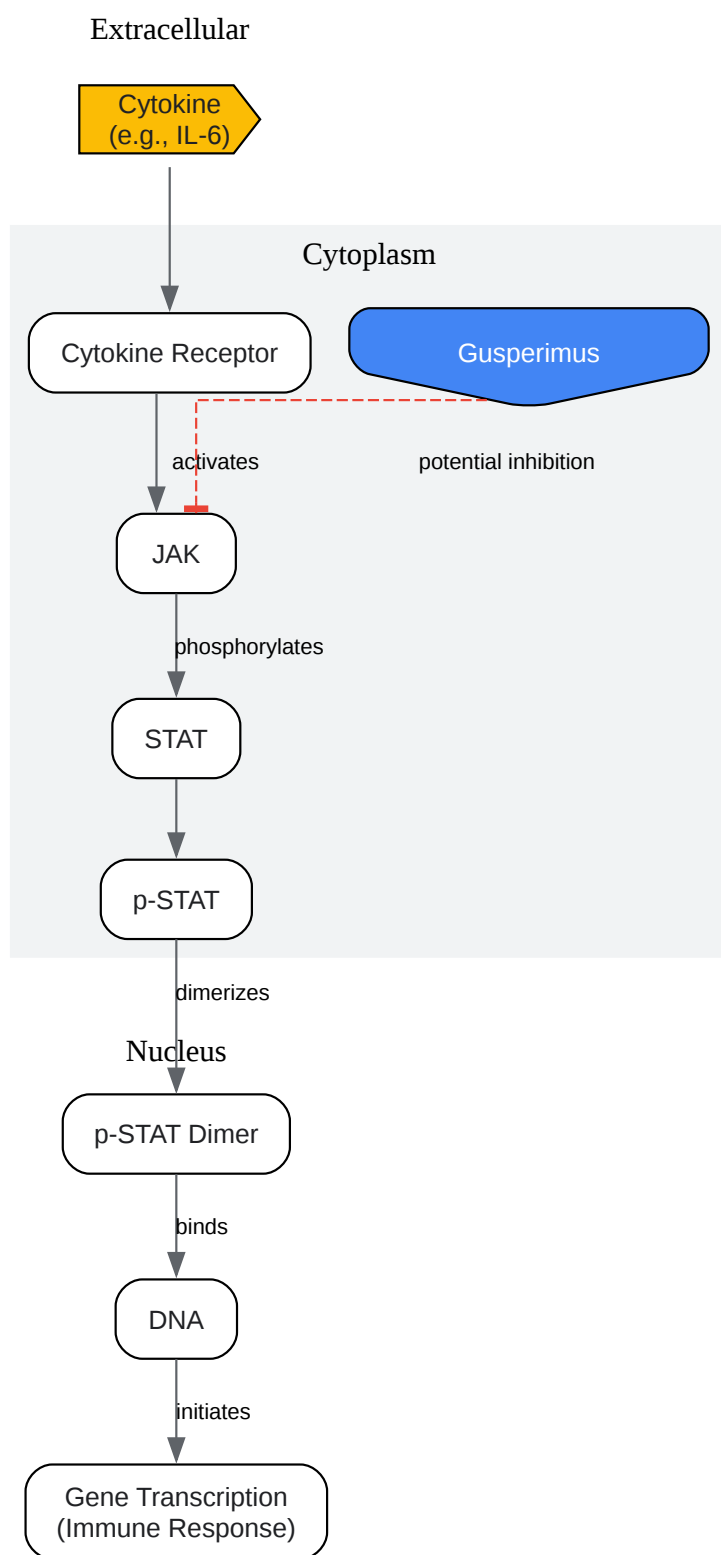 Extracellular
Cytokine
(e.g., IL-6)
Cytoplasm
Cytokine Receptor
Gusperimus
activates
potential inhibition
JAK
phosphorylates
STAT
p-STAT
dimerizes
Nucleus
p-STAT Dimer
binds
DNA
initiates
Gene Transcription
(Immune Response)